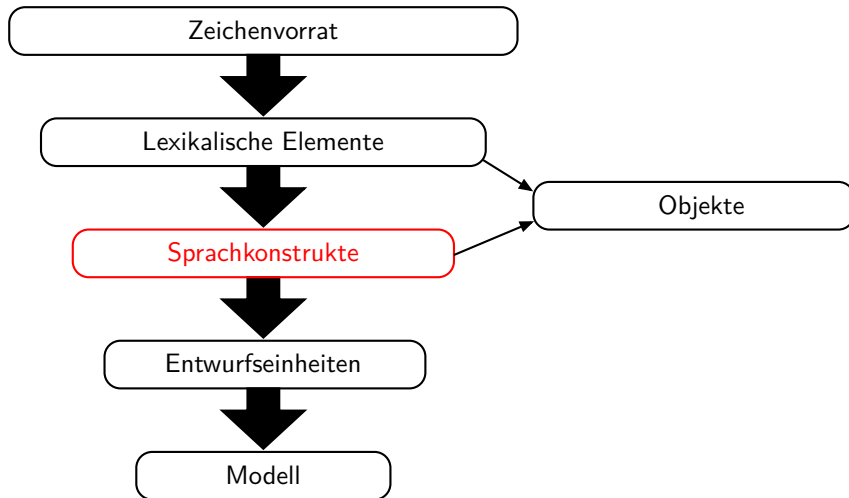 Zeichenvorrat
Lexikalische Elemente
Objekte
Sprachkonstrukte
Entwurfseinheiten
Modell